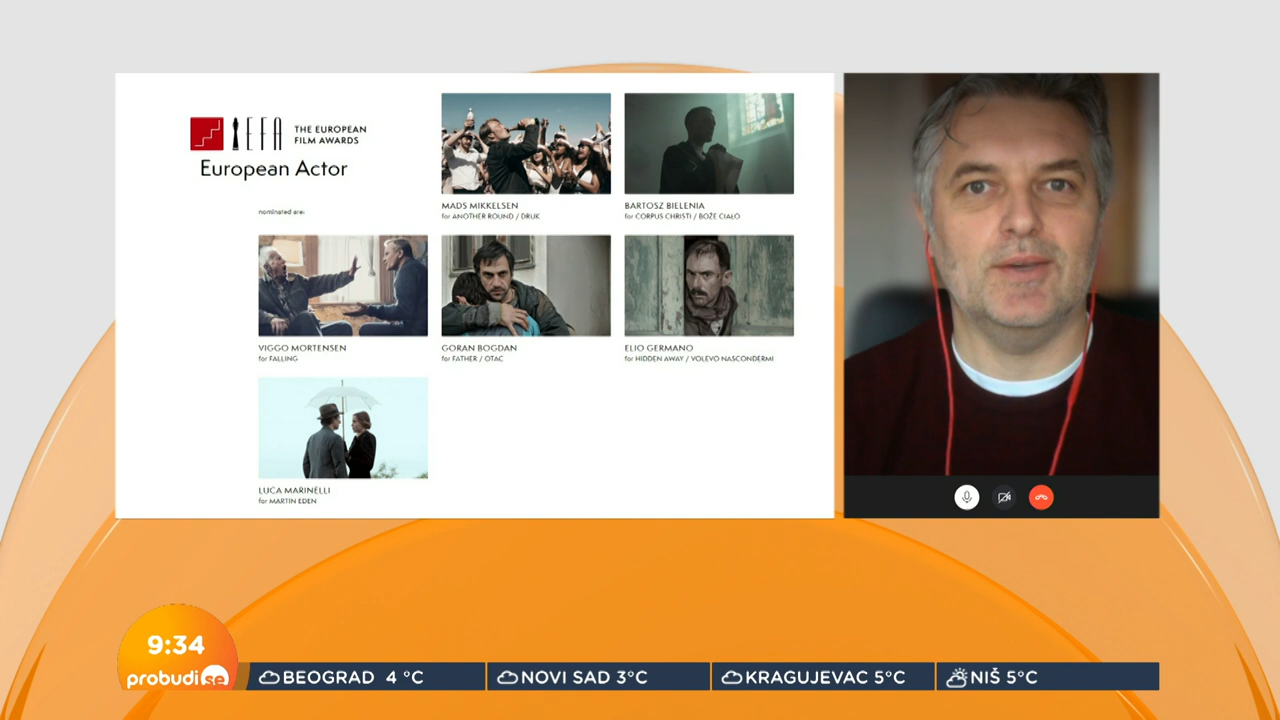 EFA THE EUROPEAN
FILM AWARDS
European Actor
nominated are:
MADS MIKKELSEN
for ANOTHER ROUND / DRUK
BARTOSZ BIELENIA
for CORPUS CHRISTI / BOŻE CIAŁO
VIGGO MORTENSEN
for FALLING
GORAN BOGDAN
for FATHER / OTAC
ELIO GERMANO
for HIDDEN AWAY / VOLEVO NASCONDERMI
LUCA MARINELLI
for MARTIN EDEN
9:34
probudi se
BEOGRAD 4 °C
NOVI SAD 3°C
KRAGUJEVAC 5°C
NIŠ 5°C